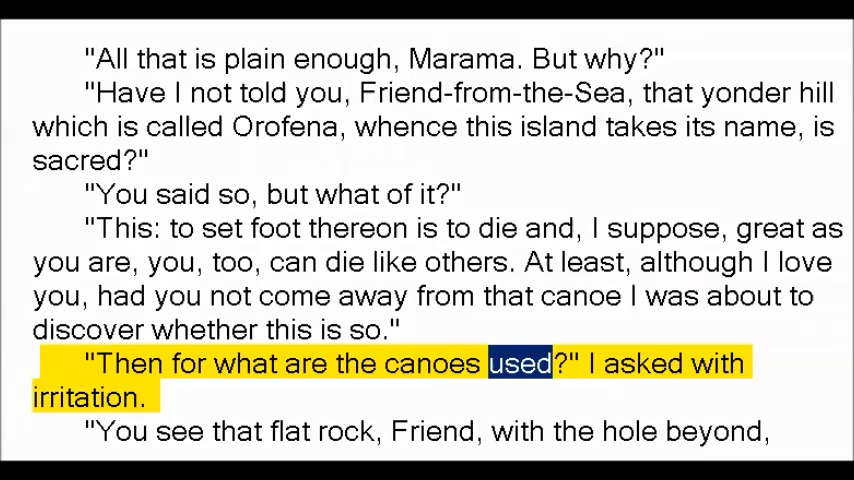 "All that is plain enough, Marama. But why?"
"Have I not told you, Friend-from-the-Sea, that yonder hill
which is called Orofena, whence this island takes its name, is
sacred?"
"You said so, but what of it?"
"This: to set foot thereon is to die and, I suppose, great as
you are, you, too, can die like others. At least, although I love
you, had you not come away from that canoe I was about to
discover whether this is so."
"Then for what are the canoes used?" I asked with
irritation.
"You see that flat rock, Friend, with the hole beyond,